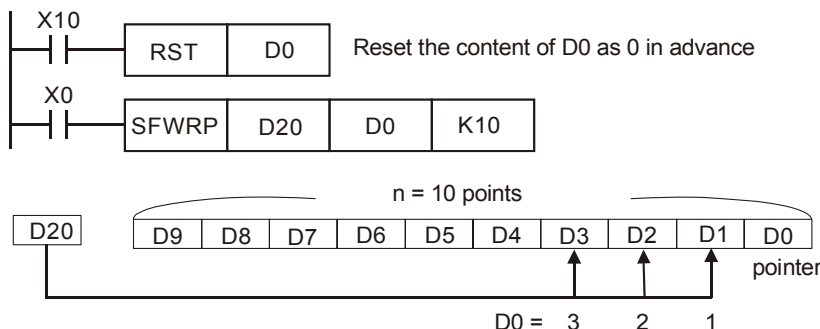 X10
RST D0 Reset the content of D0 as 0 in advance
X0
SFWRP D20 D0 K10
n = 10 points
D20 D9 D8 D7 D6 D5 D4 D3 D2 D1 D0
pointer
D0 = 3 2 1